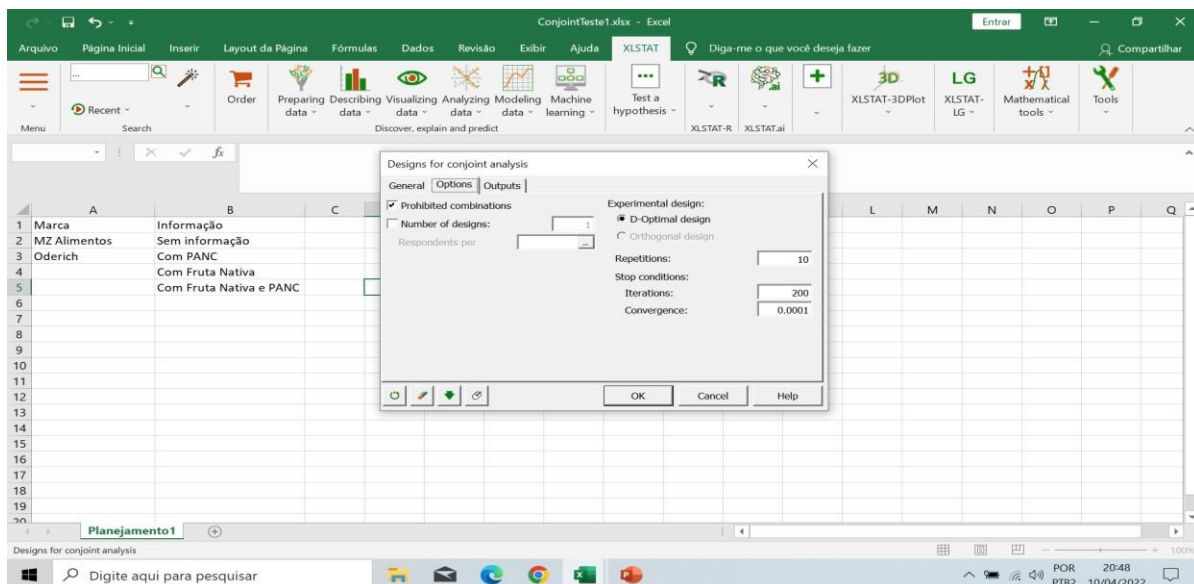 ConjointTeste1.xlsx - Excel
Entrar
Arquivo Página Inicial Inserir Layout da Página Fórmulas Dados Revisão Exibir Ajuda XLSTAT Diga-me o que você deseja fazer Compartilhar
...
Recent
Order
Preparing data
Describing data
Visualizing data
Analyzing data
Modeling data
Machine learning
Test a hypothesis
R
.ai
3D
XLSTAT-3DPlot
LG
XLSTAT-LG
Mathematical tools
Tools
Menu Search Discover, explain and predict XLSTAT-R XLSTAT.ai
fx
Designs for conjoint analysis
General Options Outputs
Prohibited combinations
Number of designs: 1
Respondents per ...
Experimental design:
D-Optimal design
Orthogonal design
Repetitions: 10
Stop conditions:
Iterations: 200
Convergence: 0.0001
OK Cancel Help
A B C L M N O P Q
1 Marca Informação
2 MZ Alimentos Sem informação
3 Oderich Com PANC
4 Com Fruta Nativa
5 Com Fruta Nativa e PANC
6
7
8
9
10
11
12
13
14
15
16
17
18
19
20
Planejamento1
Designs for conjoint analysis
100%
Digite aqui para pesquisar
POR
PTB2
20:48
10/04/2022